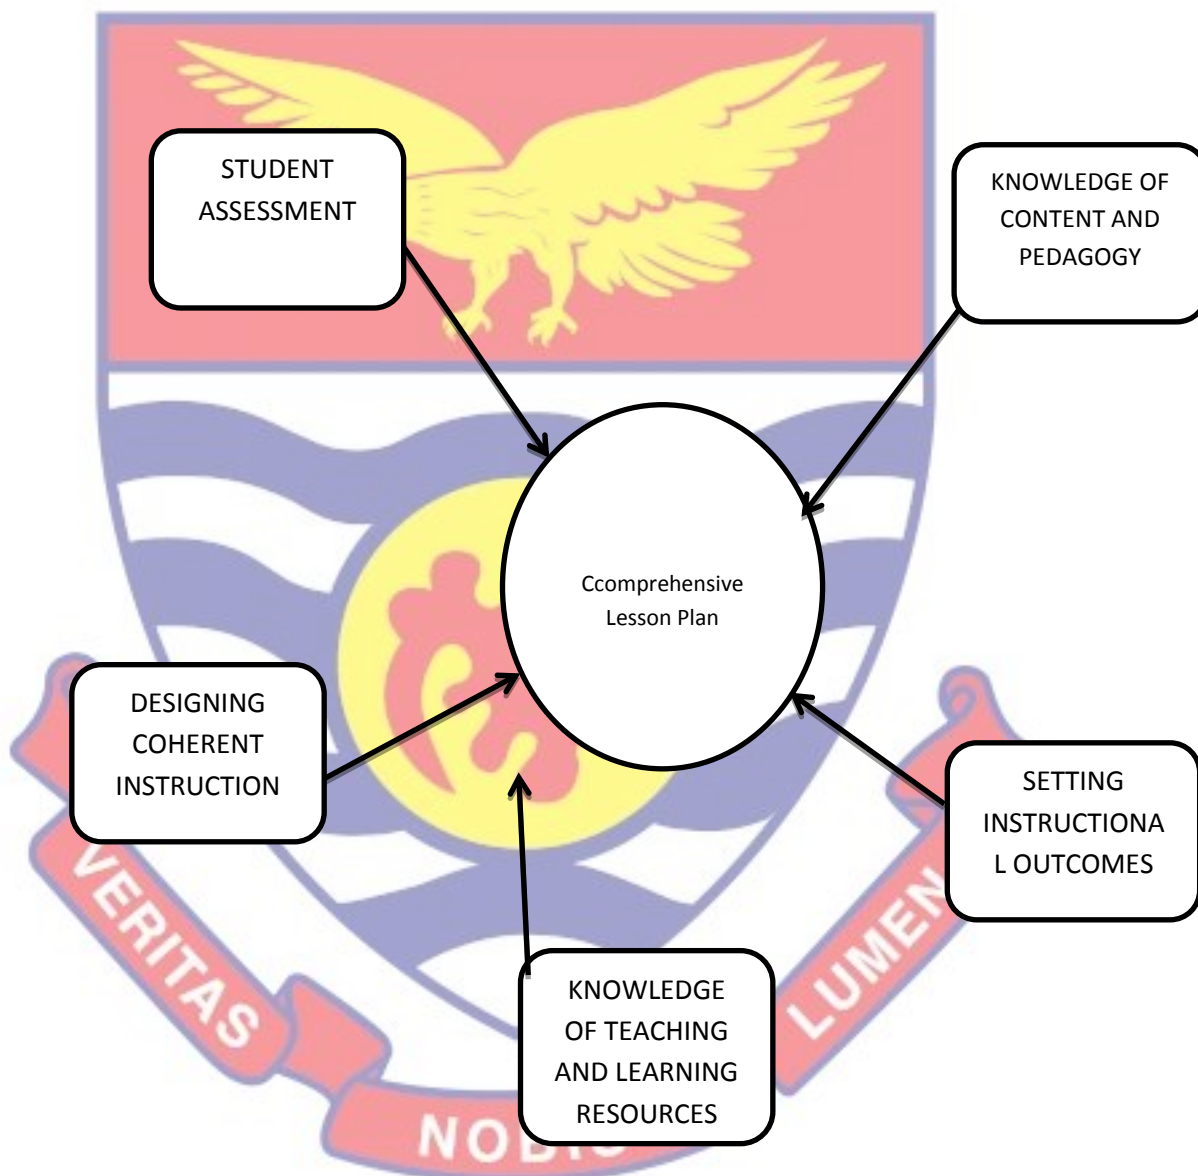 STUDENT
ASSESSMENT
KNOWLEDGE OF
CONTENT AND
PEDAGOGY
Ccomprehensive
Lesson Plan
DESIGNING
COHERENT
INSTRUCTION
SETTING
INSTRUCTIONA
L OUTCOMES
KNOWLEDGE
OF TEACHING
AND LEARNING
RESOURCES
VERITAS
LUMEN